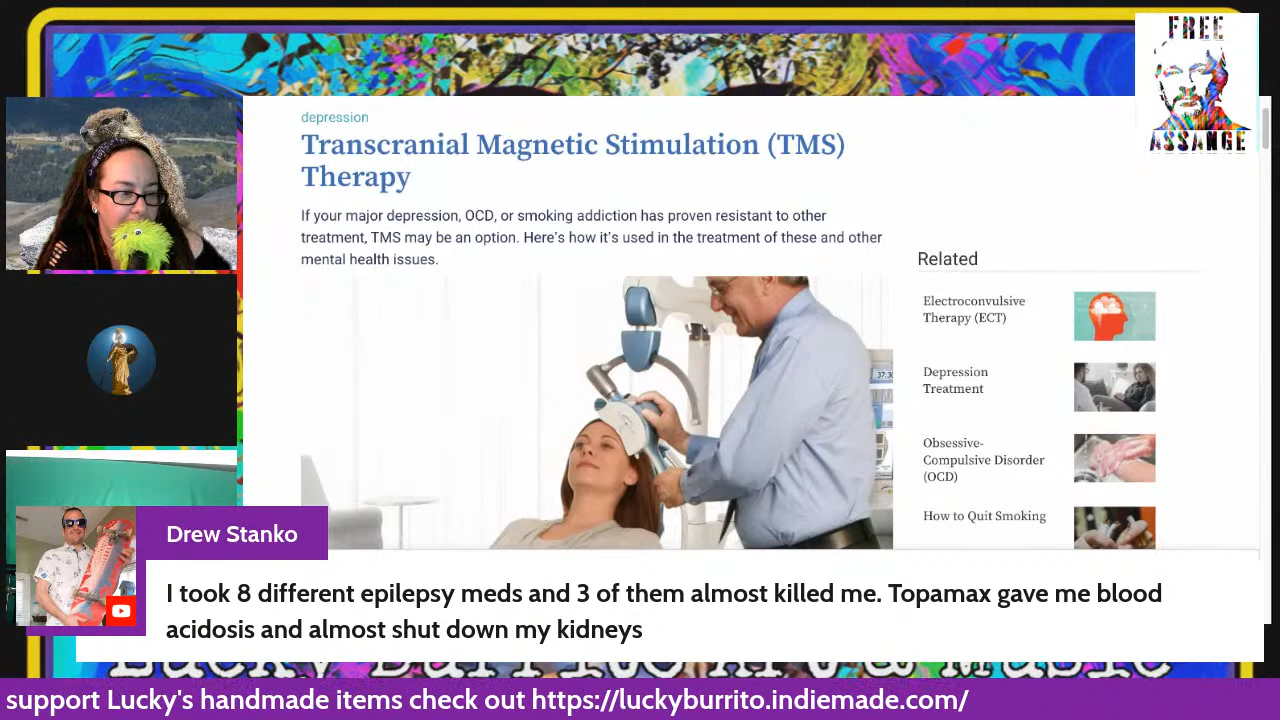 FREE
ASSANGE
depression
Transcranial Magnetic Stimulation (TMS)
Therapy
If your major depression, OCD, or smoking addiction has proven resistant to other
treatment, TMS may be an option. Here's how it's used in the treatment of these and other
mental health issues.
Related
Electroconvulsive
Therapy (ECT)
Depression
Treatment
Obsessive-
Compulsive Disorder
(OCD)
How to Quit Smoking
Drew Stanko
I took 8 different epilepsy meds and 3 of them almost killed me. Topamax gave me blood
acidosis and almost shut down my kidneys
support Lucky's handmade items check out https://luckyburrito.indiemade.com/